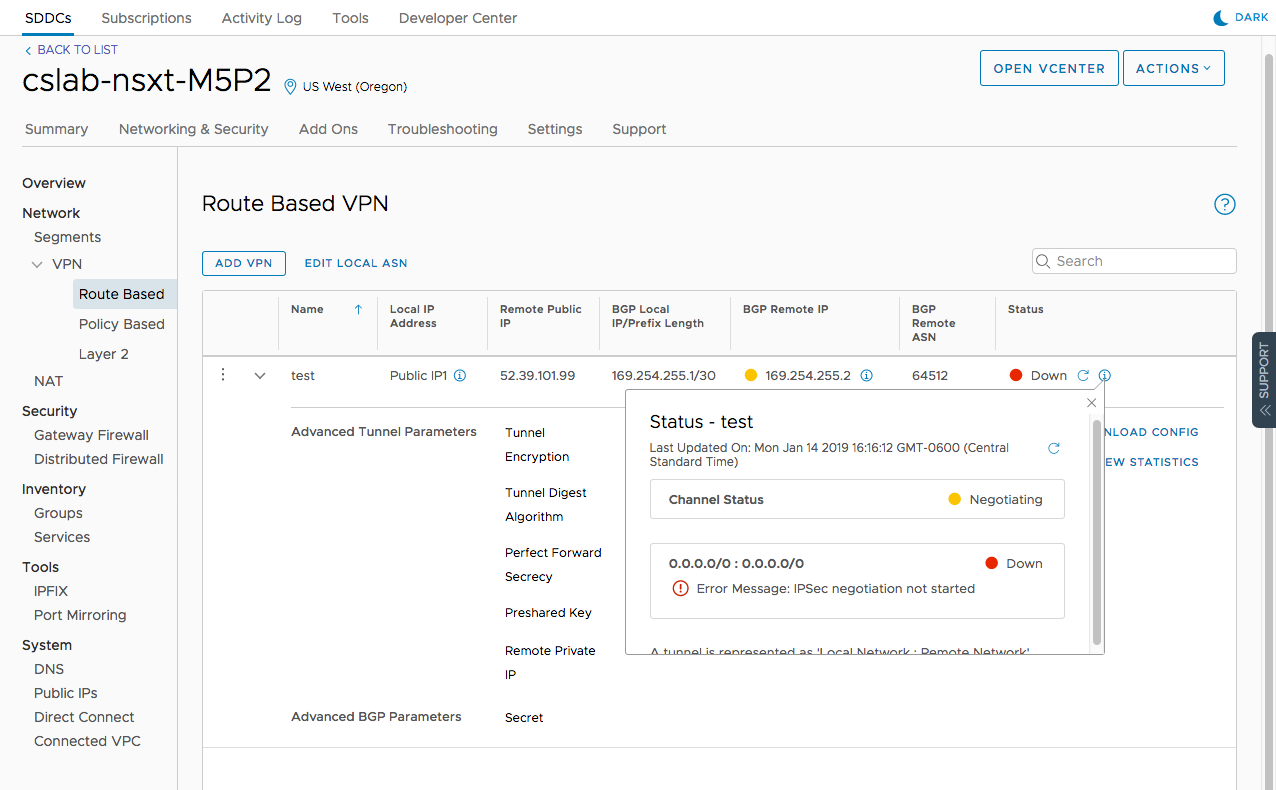 SDDCs Subscriptions Activity Log Tools Developer Center DARK
BACK TO LIST
cslab-nsxt-M5P2 US West (Oregon) OPEN VCENTER ACTIONS
Summary Networking & Security Add Ons Troubleshooting Settings Support
Overview
Network
Segments
VPN
Route Based
Policy Based
Layer 2
NAT
Security
Gateway Firewall
Distributed Firewall
Inventory
Groups
Services
Tools
IPFIX
Port Mirroring
System
DNS
Public IPs
Direct Connect
Connected VPC
Route Based VPN
ADD VPN EDIT LOCAL ASN Search
Name
Local IP
Address
Remote Public
IP
BGP Local
IP/Prefix Length
BGP Remote IP
BGP
Remote
ASN
Status
test Public IP1 52.39.101.99 169.254.255.1/30 169.254.255.2 64512 Down
Advanced Tunnel Parameters
Tunnel
Encryption
Tunnel Digest
Algorithm
Perfect Forward
Secrecy
Preshared Key
Remote Private
IP
Advanced BGP Parameters Secret
Status - test
Last Updated On: Mon Jan 14 2019 16:16:12 GMT-0600 (Central
Standard Time)
Channel Status Negotiating
0.0.0.0/0 : 0.0.0.0/0 Down
Error Message: IPSec negotiation not started
A tunnel is represented as 'Local Network : Remote Network'
NLOAD CONFIG
EW STATISTICS
SUPPORT